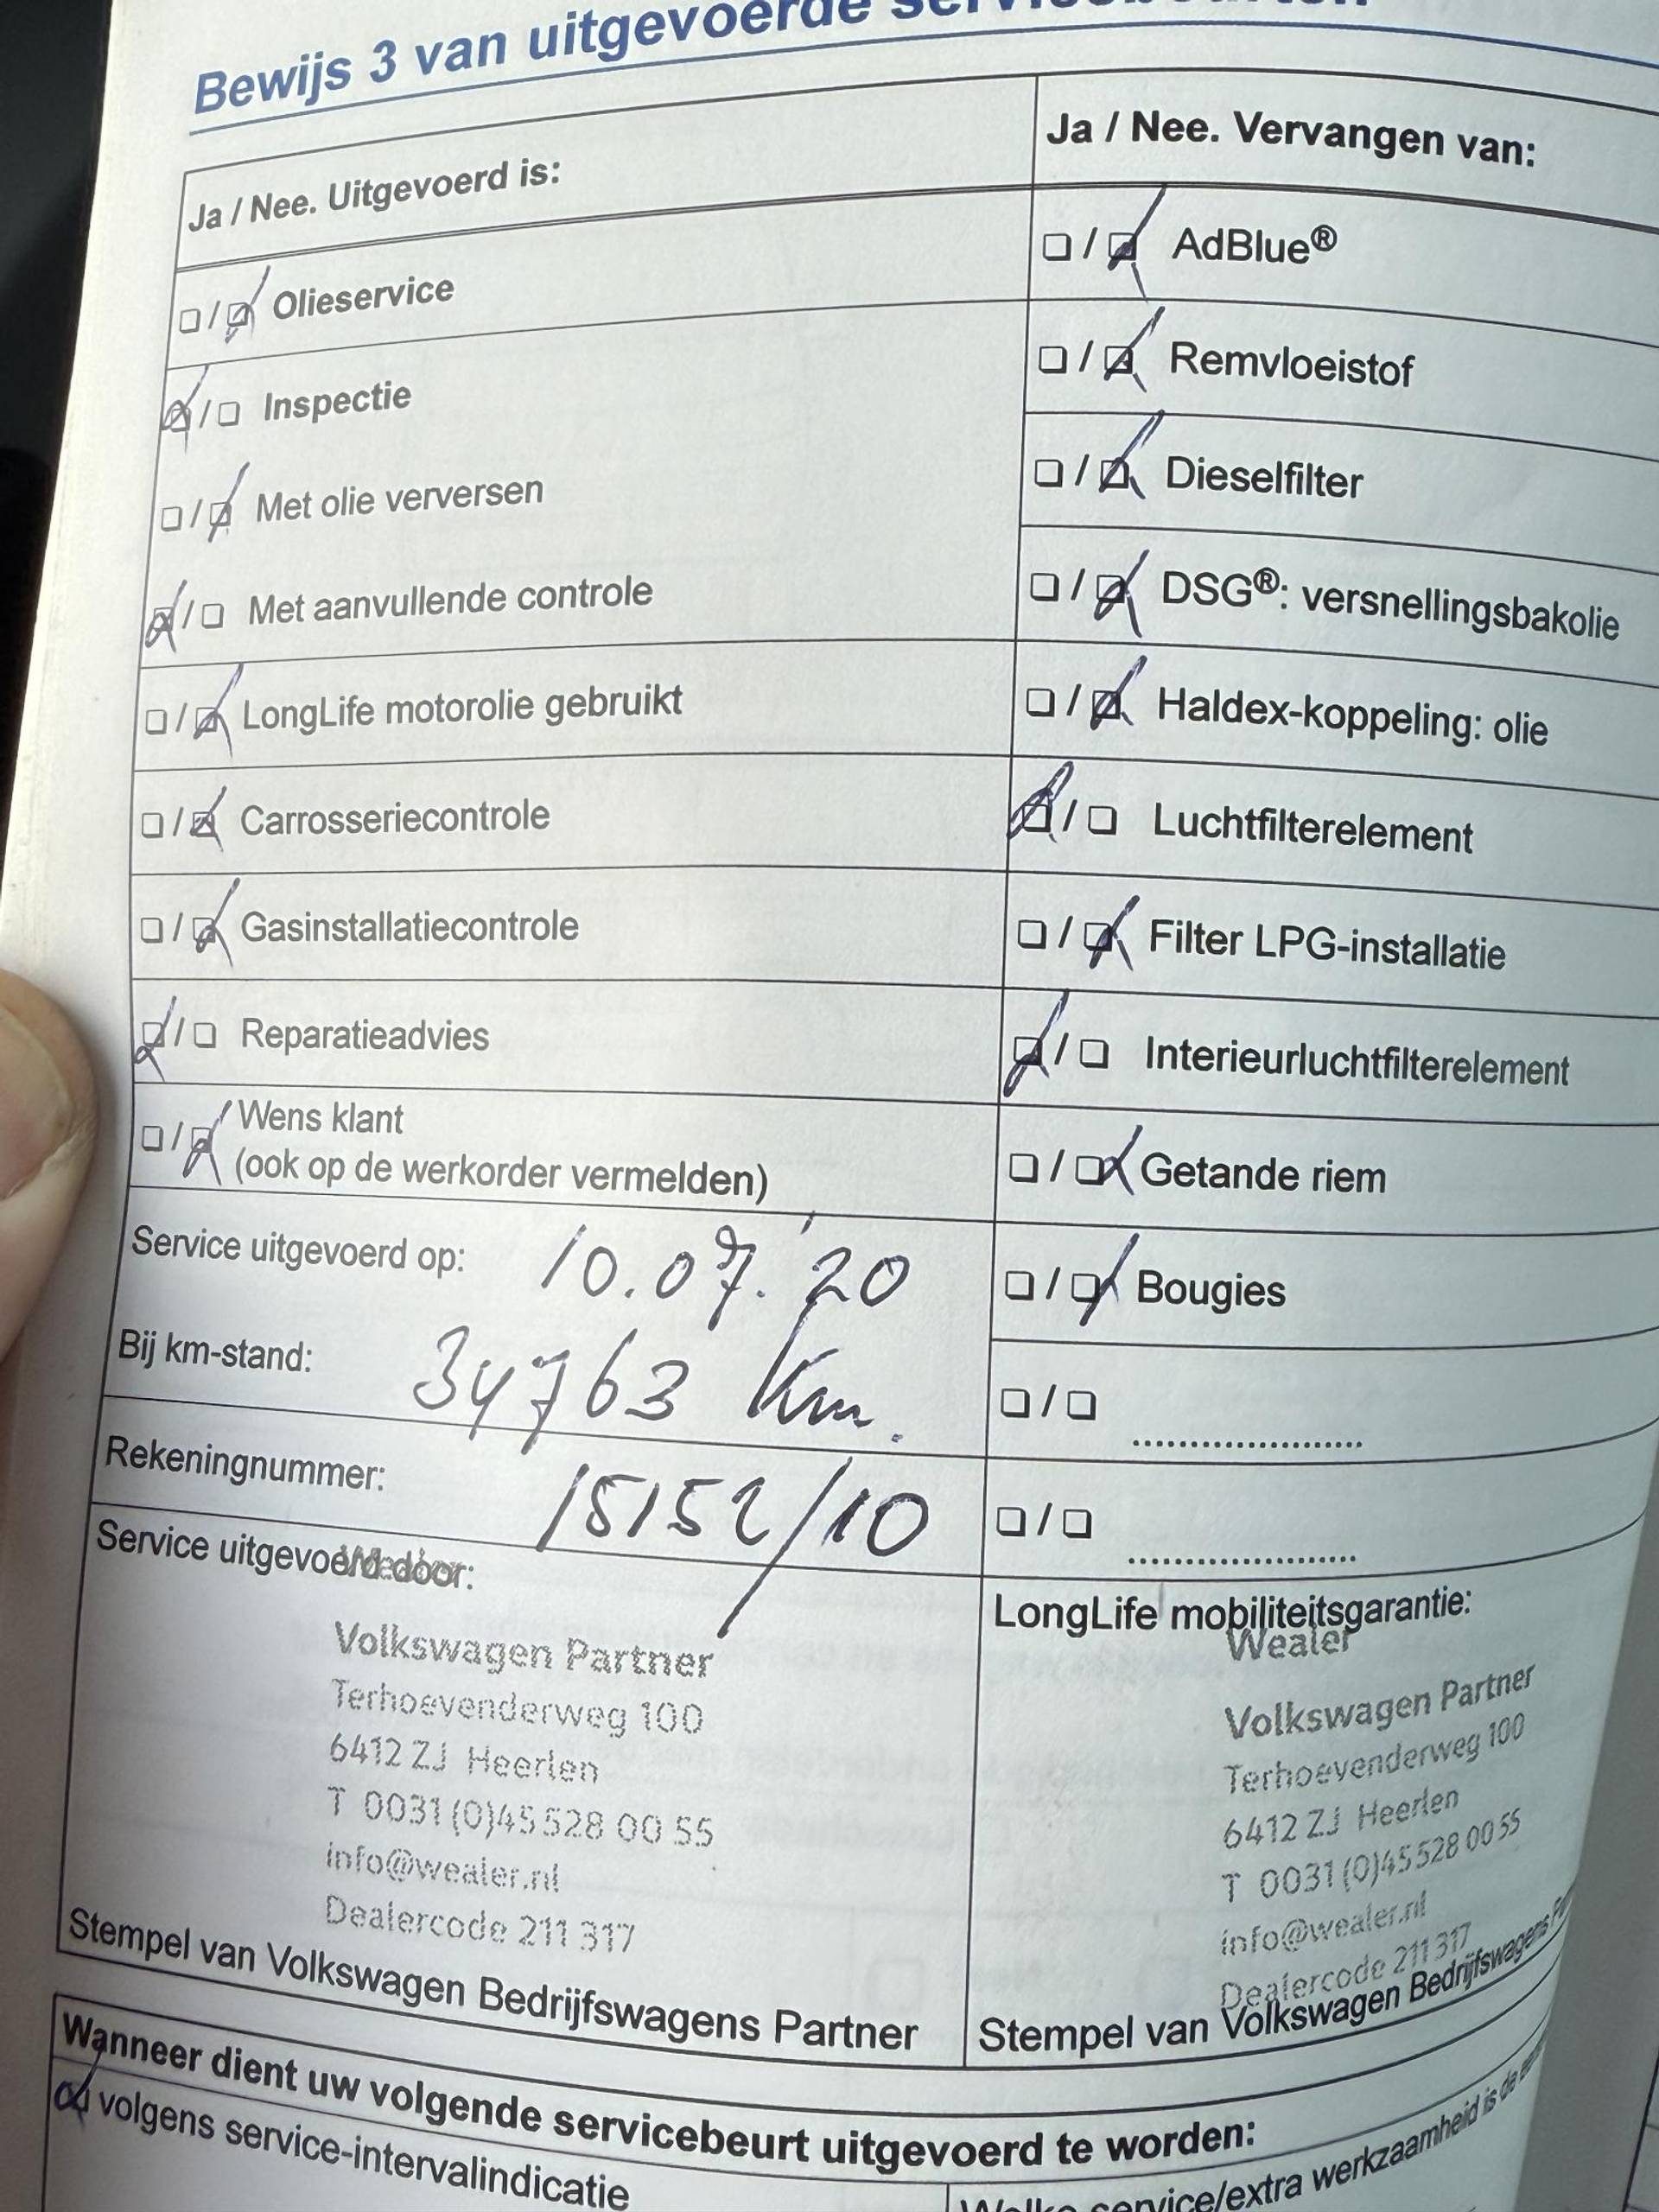 Bewijs 3 van uitgevoerde servicebeurten
Ja / Nee. Uitgevoerd is:
☐/☒ Olieservice
☒/☐ Inspectie
☐/☒ Met olie verversen
☒/☐ Met aanvullende controle
☐/☒ LongLife motorolie gebruikt
☐/☒ Carrosseriecontrole
☐/☒ Gasinstallatiecontrole
☒/☐ Reparatieadvies
☐/☒ Wens klant
(ook op de werkorder vermelden)
Service uitgevoerd op: 10.07.'20
Bij km-stand: 34763 Km.
Rekeningnummer: 15152/10
Service uitgevoerd door:
Volkswagen Partner
Terhoevenderweg 100
6412 ZJ Heerlen
T 0031(0)45 528 00 55
info@wealer.nl
Dealercode 211 317
Stempel van Volkswagen Bedrijfswagens Partner
Ja / Nee. Vervangen van:
☐/☒ AdBlue®
☐/☒ Remvloeistof
☐/☒ Dieselfilter
☐/☒ DSG®: versnellingsbakolie
☐/☒ Haldex-koppeling: olie
☒/☐ Luchtfilterelement
☐/☒ Filter LPG-installatie
☒/☐ Interieurluchtfilterelement
☐/☒ Getande riem
☐/☒ Bougies
☐/☐ ....................
☐/☐ ....................
LongLife mobiliteitsgarantie:
Wealer
Volkswagen Partner
Terhoevenderweg 100
6412 ZJ Heerlen
T 0031(0)45 528 00 55
info@wealer.nl
Dealercode 211 317
Stempel van Volkswagen Bedrijfswagens
Wanneer dient uw volgende servicebeurt uitgevoerd te worden:
☒ volgens service-intervalindicatie
service/extra werkzaamheid is de